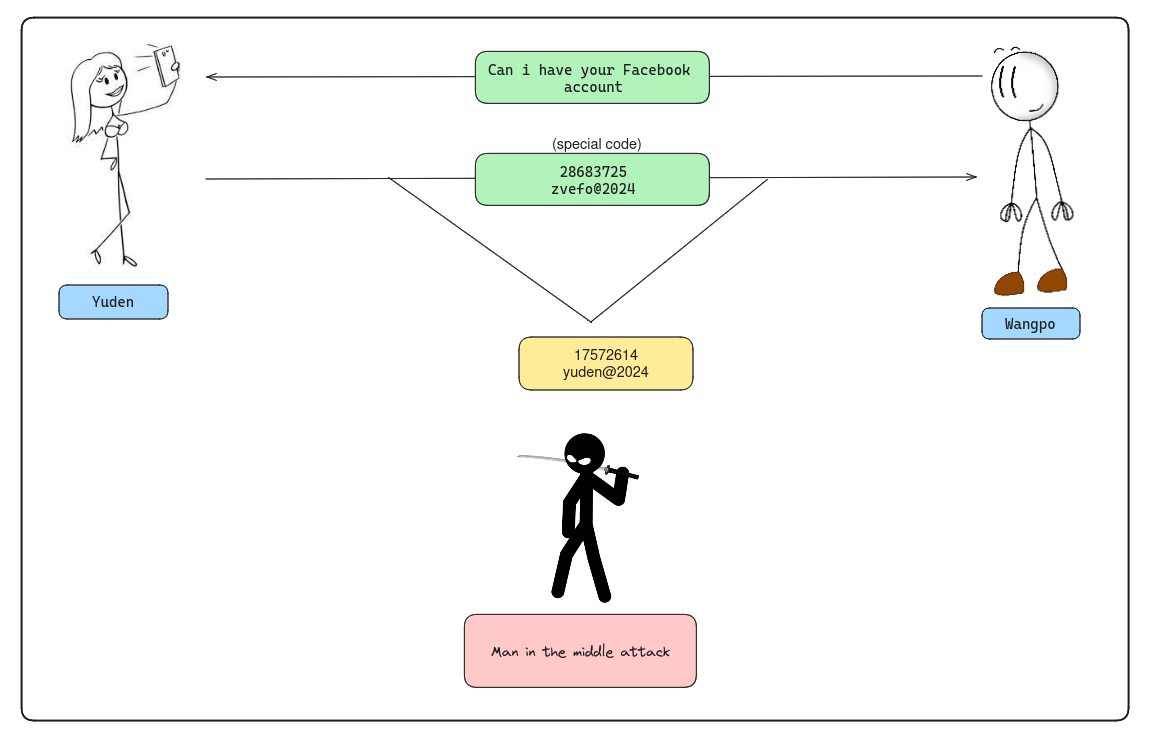 Can i have your Facebook
account
(special code)
28683725
zvefo@2024
Yuden
Wangpo
17572614
yuden@2024
Man in the middle attack